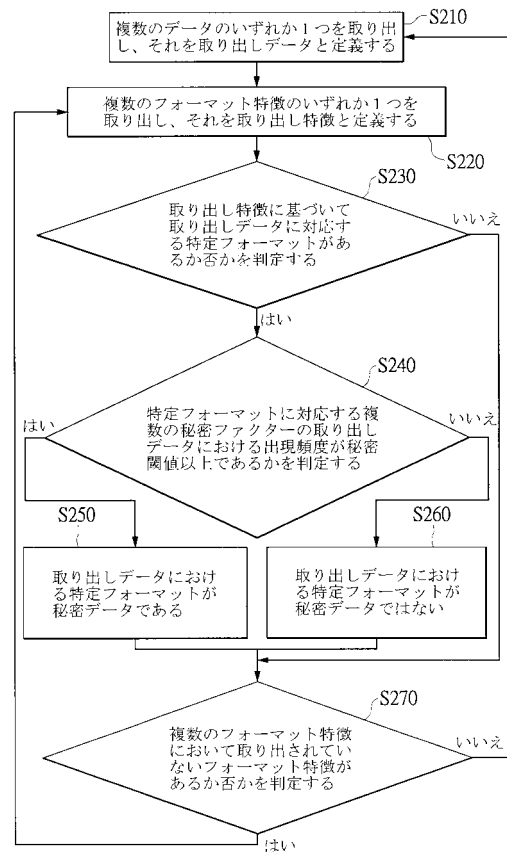 S210
複数のデータのいずれか1つを取り出
し、それを取り出しデータと定義する
複数のフォーマット特徴のいずれか1つを
取り出し、それを取り出し特徴と定義する
S220
S230
取り出し特徴に基づいて
取り出しデータに対応す
る特定フォーマットがあ
るか否かを判定する
いいえ
はい
S240
特定フォーマットに対応する複
数の秘密ファクターの取り出し
データにおける出現頻度が秘密
閾値以上であるかを判定する
はい
いいえ
S250
取り出しデータにおけ
る特定フォーマットが
秘密データである
S260
取り出しデータにおけ
る特定フォーマットが
秘密データではない
S270
複数のフォーマット特徴
において取り出されてい
ないフォーマット特徴が
あるか否かを判定する
いいえ
はい